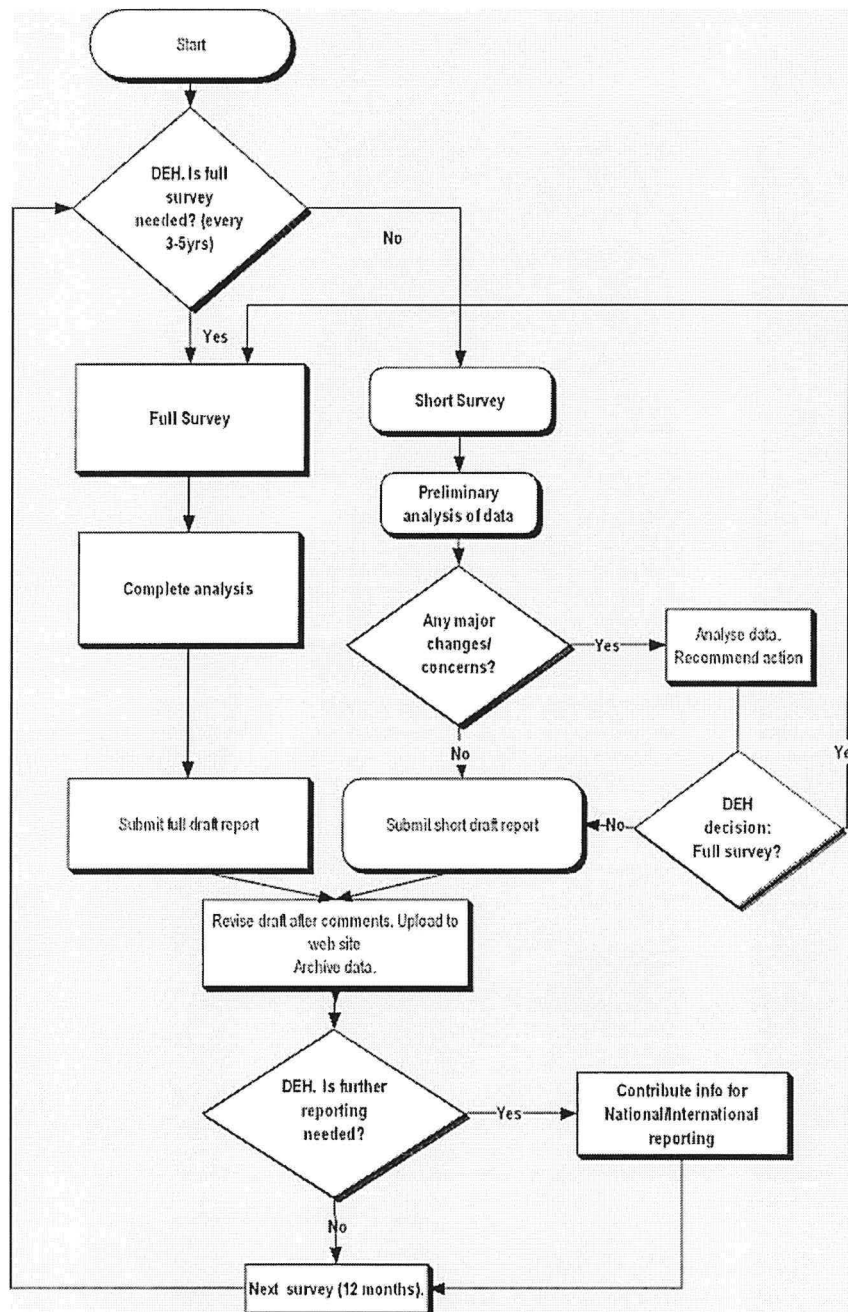 Start
DEH. Is full
survey
needed? (every
3-5yrs)
No
Yes
Full Survey
Short Survey
Preliminary
analysis of data
Complete analysis
Any major
changes/
concerns?
Yes
Analyse data.
Recommend action
No
Yes
Submit full draft report
Submit short draft report
No
DEH
decision:
Full survey?
Revise draft after comments. Upload to
web site
Archive data.
DEH. Is further
reporting
needed?
Yes
Contribute info for
National/International
reporting
No
Next survey (12 months).